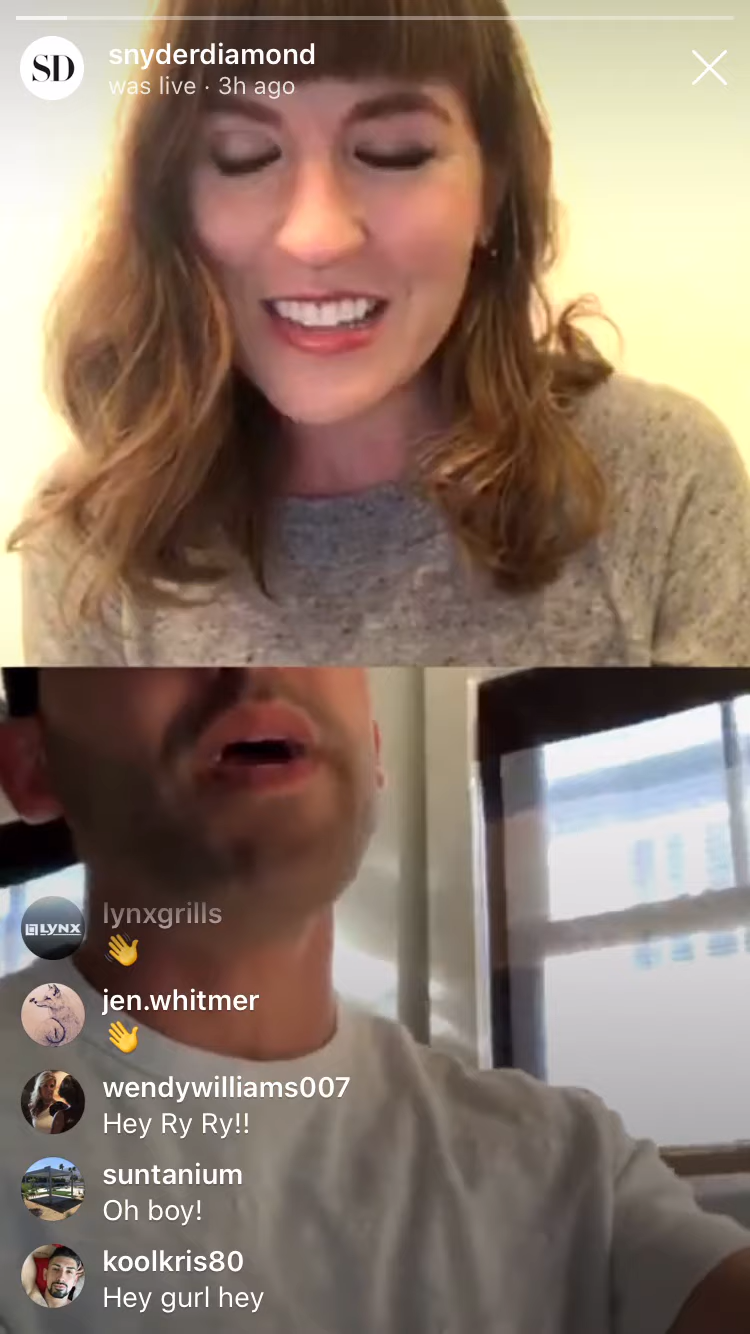 SD
snyderdiamond
was live · 3h ago
LYNX
lynxgrills
👋
jen.whitmer
👋
wendywilliams007
Hey Ry Ry!!
suntanium
Oh boy!
koolkris80
Hey gurl hey